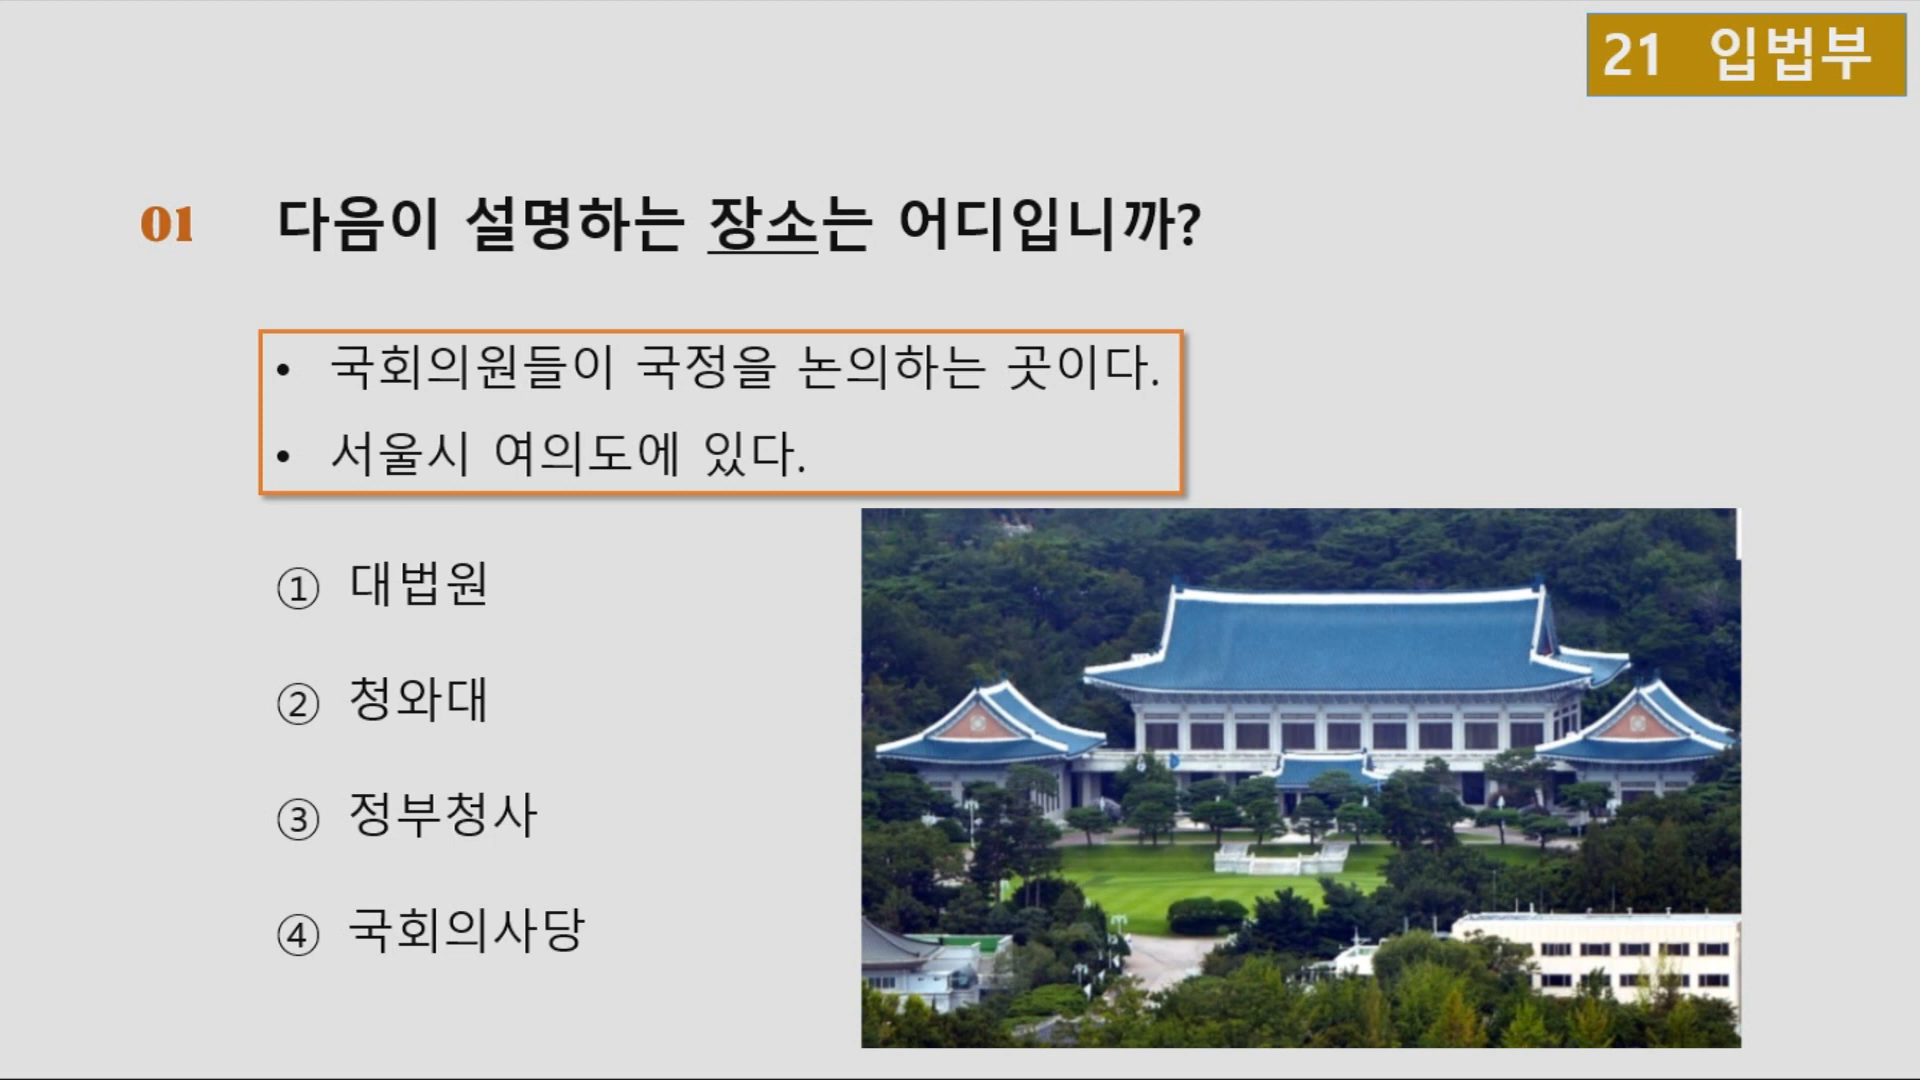 21 입법부
01 다음이 설명하는 장소는 어디입니까?
• 국회의원들이 국정을 논의하는 곳이다.
• 서울시 여의도에 있다.
① 대법원
② 청와대
③ 정부청사
④ 국회의사당